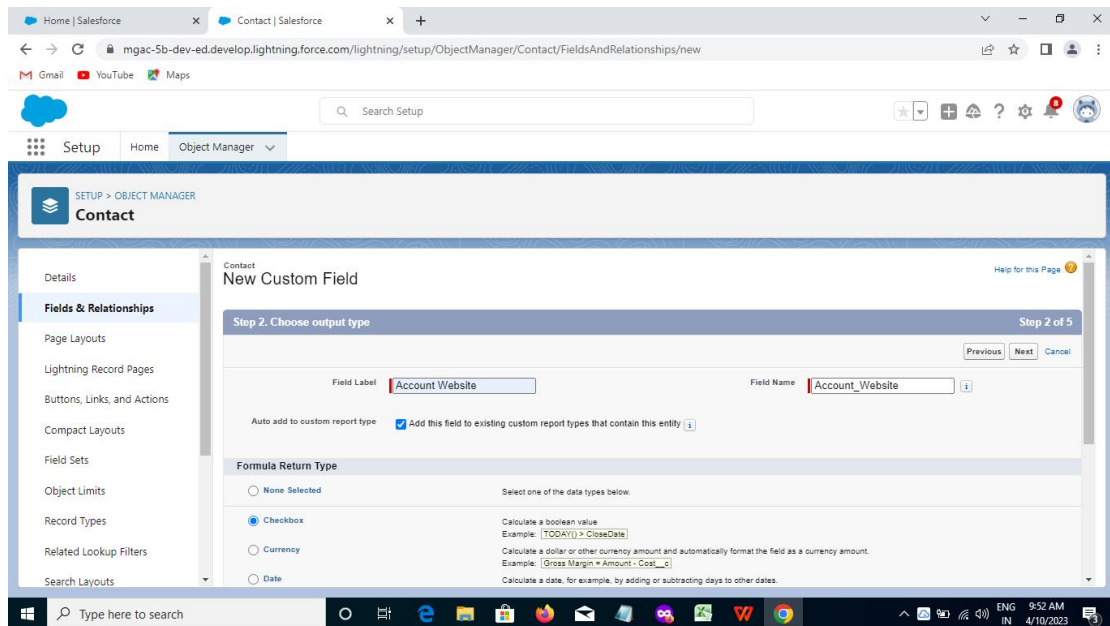 Home | Salesforce
Contact | Salesforce
mgac-5b-dev-ed.develop.lightning.force.com/lightning/setup/ObjectManager/Contact/FieldsAndRelationships/new
Gmail YouTube Maps
Search Setup
8
Setup Home Object Manager
SETUP > OBJECT MANAGER
Contact
Details
Fields & Relationships
Page Layouts
Lightning Record Pages
Buttons, Links, and Actions
Compact Layouts
Field Sets
Object Limits
Record Types
Related Lookup Filters
Search Layouts
Contact
New Custom Field
Help for this Page
Step 2. Choose output type Step 2 of 5
Previous Next Cancel
Field Label Account Website Field Name Account_Website i
Auto add to custom report type Add this field to existing custom report types that contain this entity i
Formula Return Type
None Selected Select one of the data types below.
Checkbox Calculate a boolean value
Example: TODAY() > CloseDate
Currency Calculate a dollar or other currency amount and automatically format the field as a currency amount.
Example: Gross Margin = Amount - Cost__c
Date Calculate a date, for example, by adding or subtracting days to other dates.
Type here to search
ENG 9:52 AM
IN 4/10/2023
3